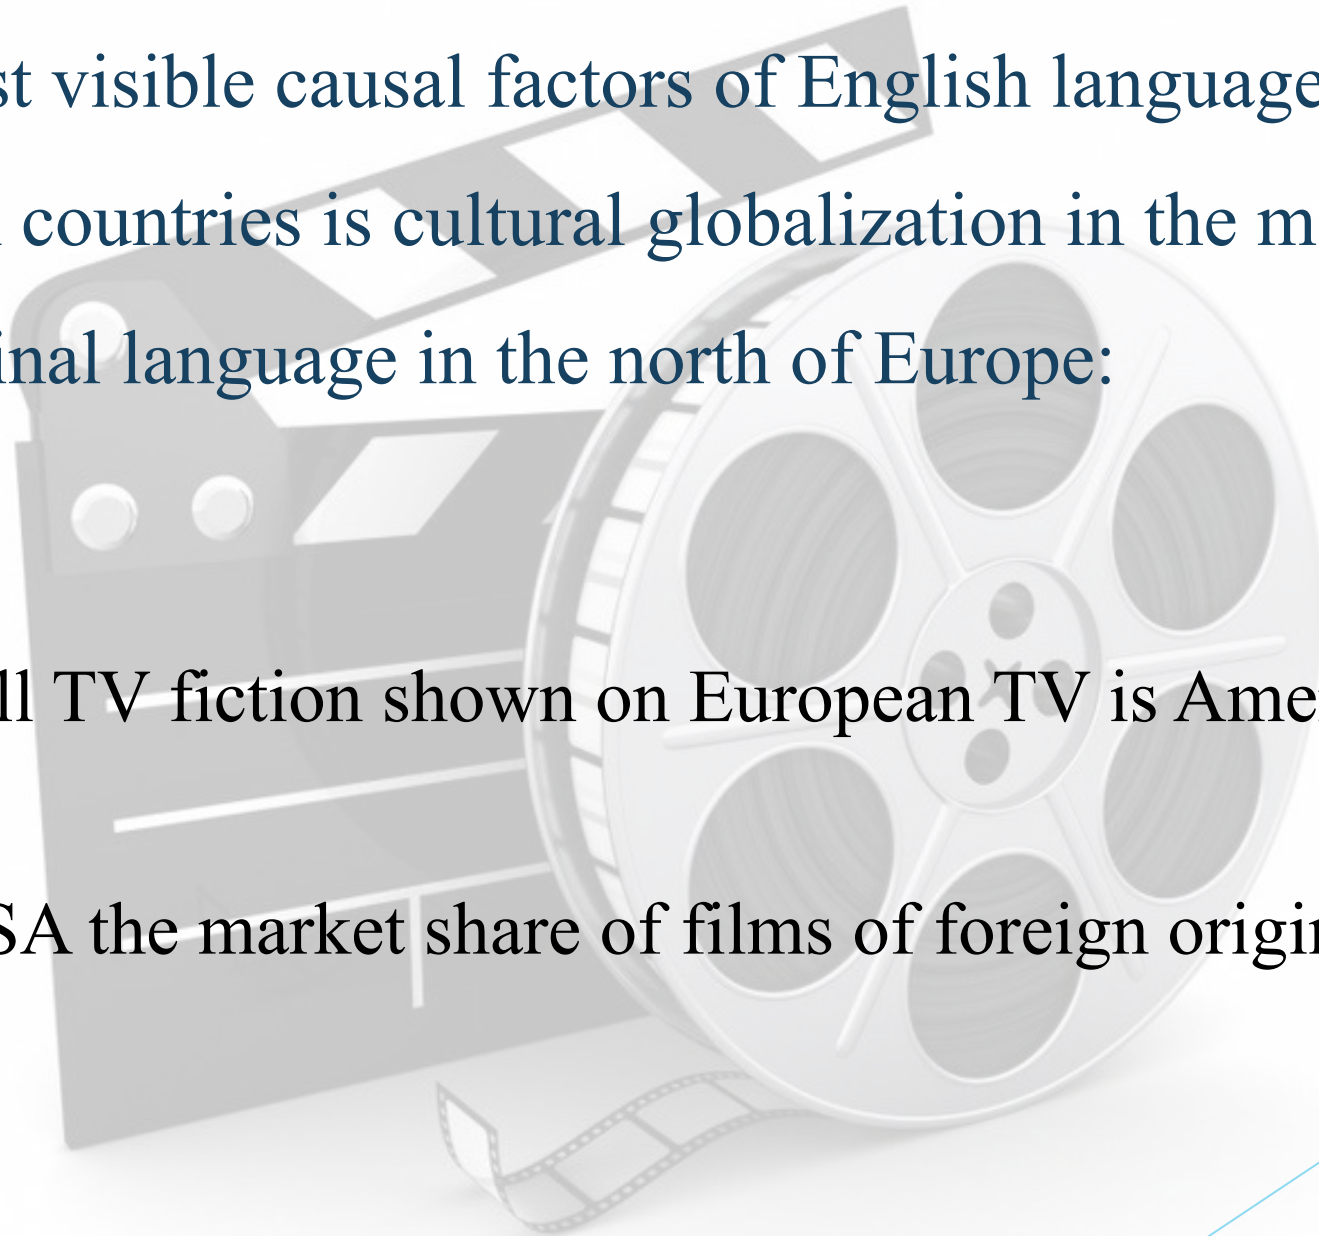 st visible causal factors of English language
countries is cultural globalization in the m
inal language in the north of Europe:
ll TV fiction shown on European TV is Ame
SA the market share of films of foreign origin